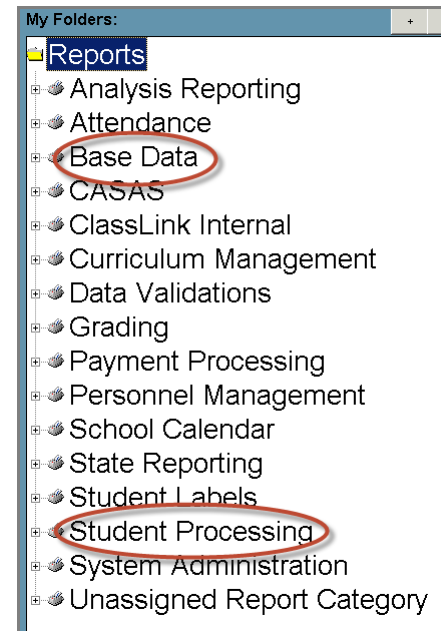 My Folders:
+
Reports
Analysis Reporting
Attendance
Base Data
CASAS
ClassLink Internal
Curriculum Management
Data Validations
Grading
Payment Processing
Personnel Management
School Calendar
State Reporting
Student Labels
Student Processing
System Administration
Unassigned Report Category